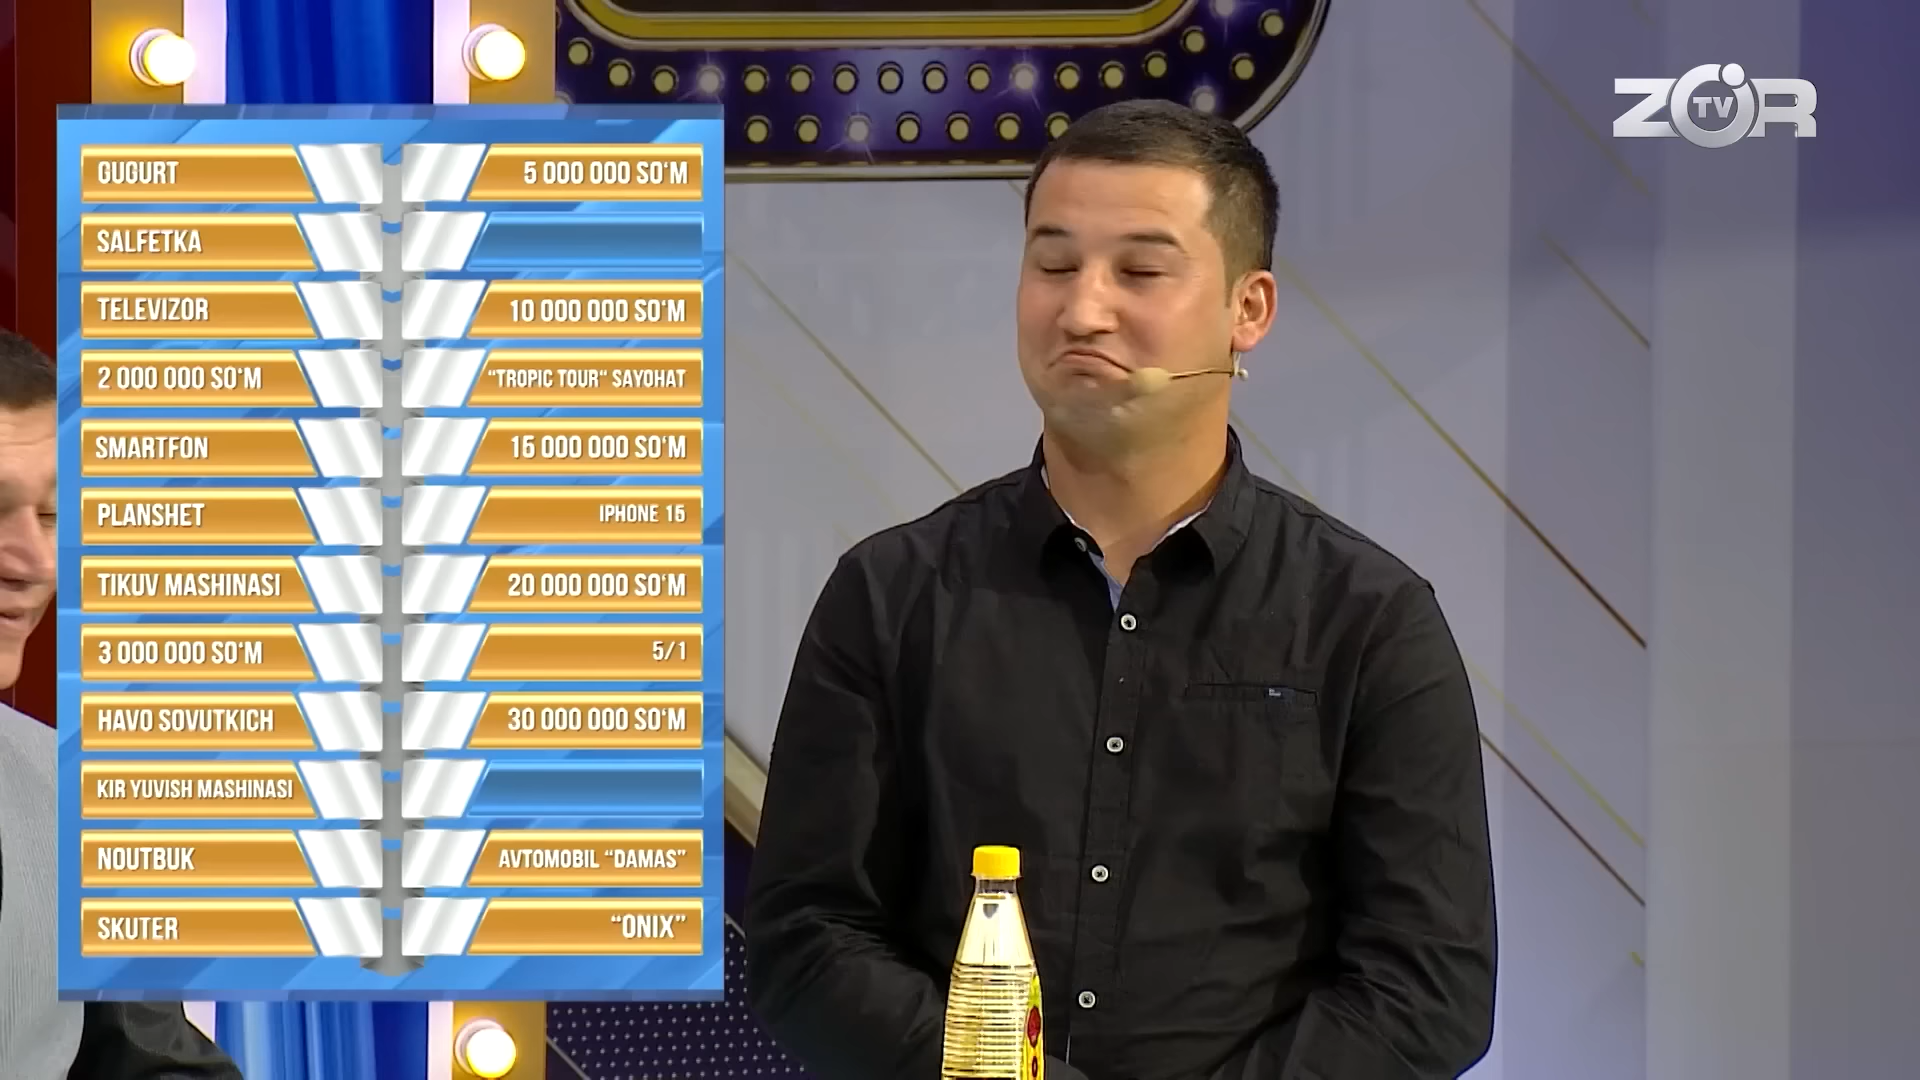 ZO'R TV
GUGURT
5 000 000 SO‘M
SALFETKA
TELEVIZOR
10 000 000 SO‘M
2 000 000 SO‘M
“TROPIC TOUR“ SAYOHAT
SMARTFON
15 000 000 SO‘M
PLANSHET
IPHONE 15
TIKUV MASHINASI
20 000 000 SO‘M
3 000 000 SO‘M
5/1
HAVO SOVUTKICH
30 000 000 SO‘M
KIR YUVISH MASHINASI
NOUTBUK
AVTOMOBIL “DAMAS”
SKUTER
“ONIX”